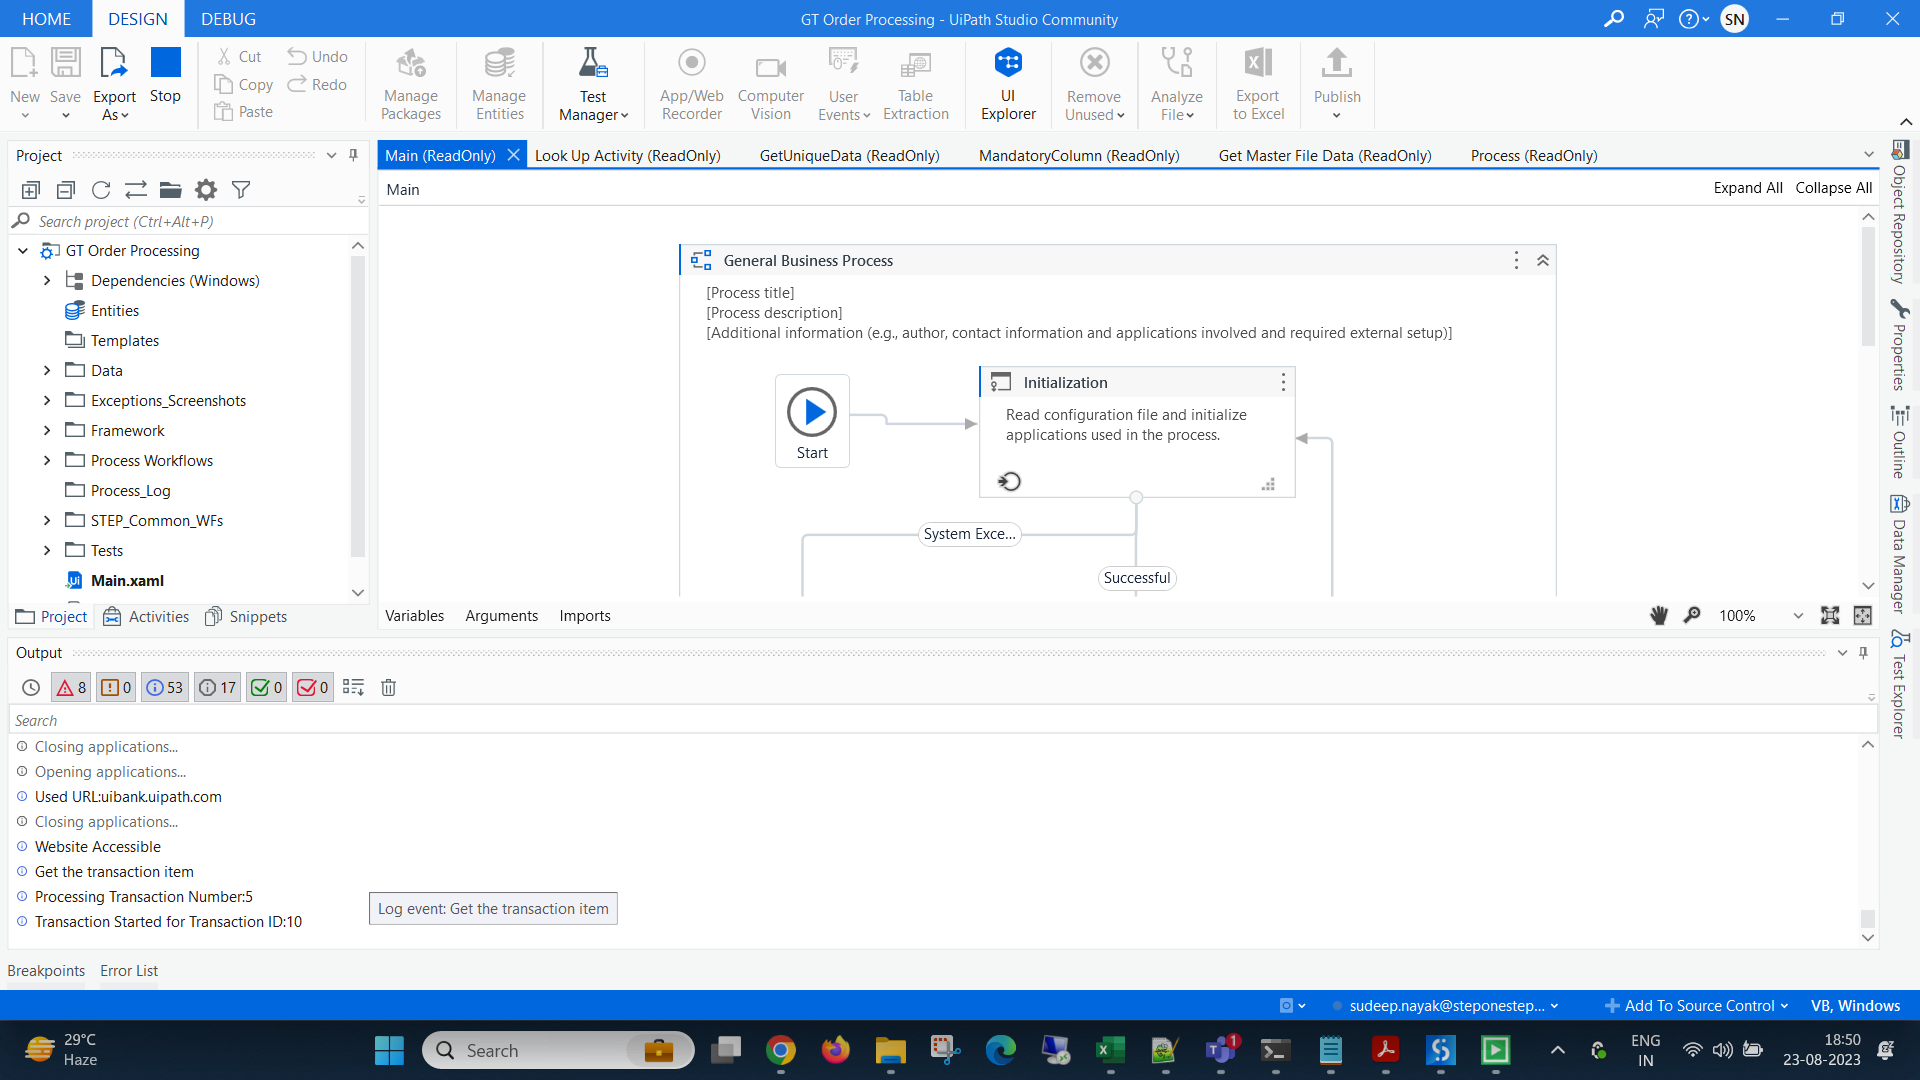 HOME DESIGN DEBUG GT Order Processing - UiPath Studio Community SN
New Save Export As Stop Cut Copy Paste Undo Redo Manage Packages Manage Entities Test Manager App/Web Recorder Computer Vision User Events Table Extraction UI Explorer Remove Unused Analyze File Export to Excel Publish
Project
Main (ReadOnly) Look Up Activity (ReadOnly) GetUniqueData (ReadOnly) MandatoryColumn (ReadOnly) Get Master File Data (ReadOnly) Process (ReadOnly)
Main Expand All Collapse All
Search project (Ctrl+Alt+P)
GT Order Processing
Dependencies (Windows)
Entities
Templates
Data
Exceptions_Screenshots
Framework
Process Workflows
Process_Log
STEP_Common_WFs
Tests
Main.xaml
Project Activities Snippets
General Business Process
[Process title]
[Process description]
[Additional information (e.g., author, contact information and applications involved and required external setup)]
Start
Initialization
Read configuration file and initialize
applications used in the process.
System Exce...
Successful
Variables Arguments Imports 100%
Object Repository
Properties
Outline
Data Manager
Test Explorer
Output
8 0 53 17 0 0
Search
Closing applications...
Opening applications...
Used URL:uibank.uipath.com
Closing applications...
Website Accessible
Get the transaction item
Processing Transaction Number:5
Transaction Started for Transaction ID:10
Log event: Get the transaction item
Breakpoints Error List
sudeep.nayak@steponestep... Add To Source Control VB, Windows
29°C
Haze
Search
1
ENG
IN
18:50
23-08-2023